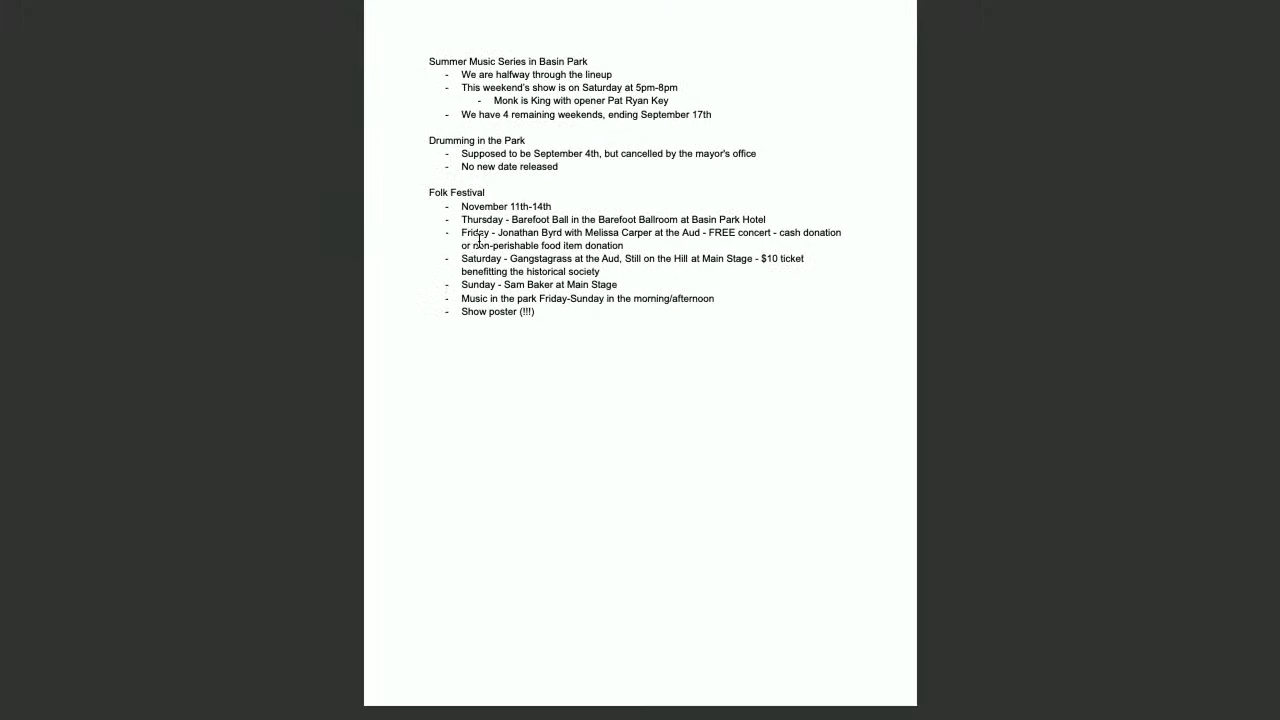 Summer Music Series in Basin Park
- We are halfway through the lineup
- This weekend's show is on Saturday at 5pm-8pm
- Monk is King with opener Pat Ryan Key
- We have 4 remaining weekends, ending September 17th
Drumming in the Park
- Supposed to be September 4th, but cancelled by the mayor's office
- No new date released
Folk Festival
- November 11th-14th
- Thursday - Barefoot Ball in the Barefoot Ballroom at Basin Park Hotel
- Friday - Jonathan Byrd with Melissa Carper at the Aud - FREE concert - cash donation
or non-perishable food item donation
- Saturday - Gangstagrass at the Aud, Still on the Hill at Main Stage - $10 ticket
benefitting the historical society
- Sunday - Sam Baker at Main Stage
- Music in the park Friday-Sunday in the morning/afternoon
- Show poster (!!!)